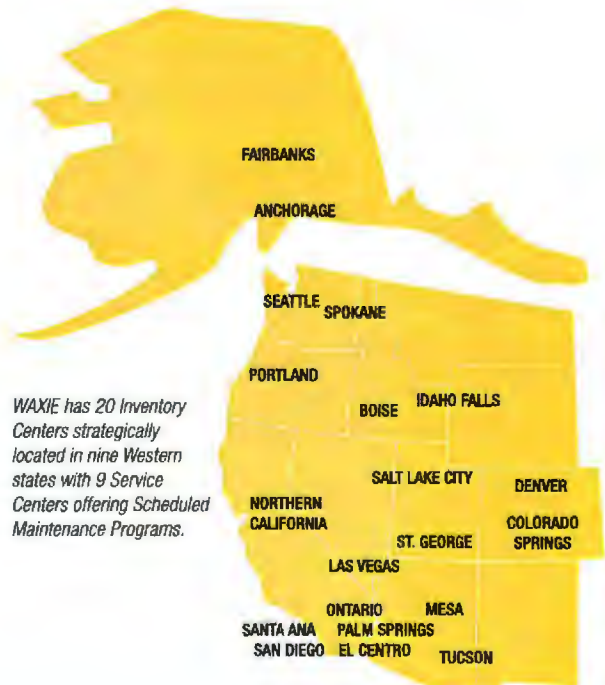 FAIRBANKS
ANCHORAGE
SEATTLE
SPOKANE
PORTLAND
BOISE
IDAHO FALLS
WAXIE has 20 Inventory
Centers strategically
located in nine Western
states with 9 Service
Centers offering Scheduled
Maintenance Programs.
SALT LAKE CITY
DENVER
NORTHERN
CALIFORNIA
COLORADO
SPRINGS
ST. GEORGE
LAS VEGAS
ONTARIO
MESA
SANTA ANA
PALM SPRINGS
SAN DIEGO
EL CENTRO
TUCSON